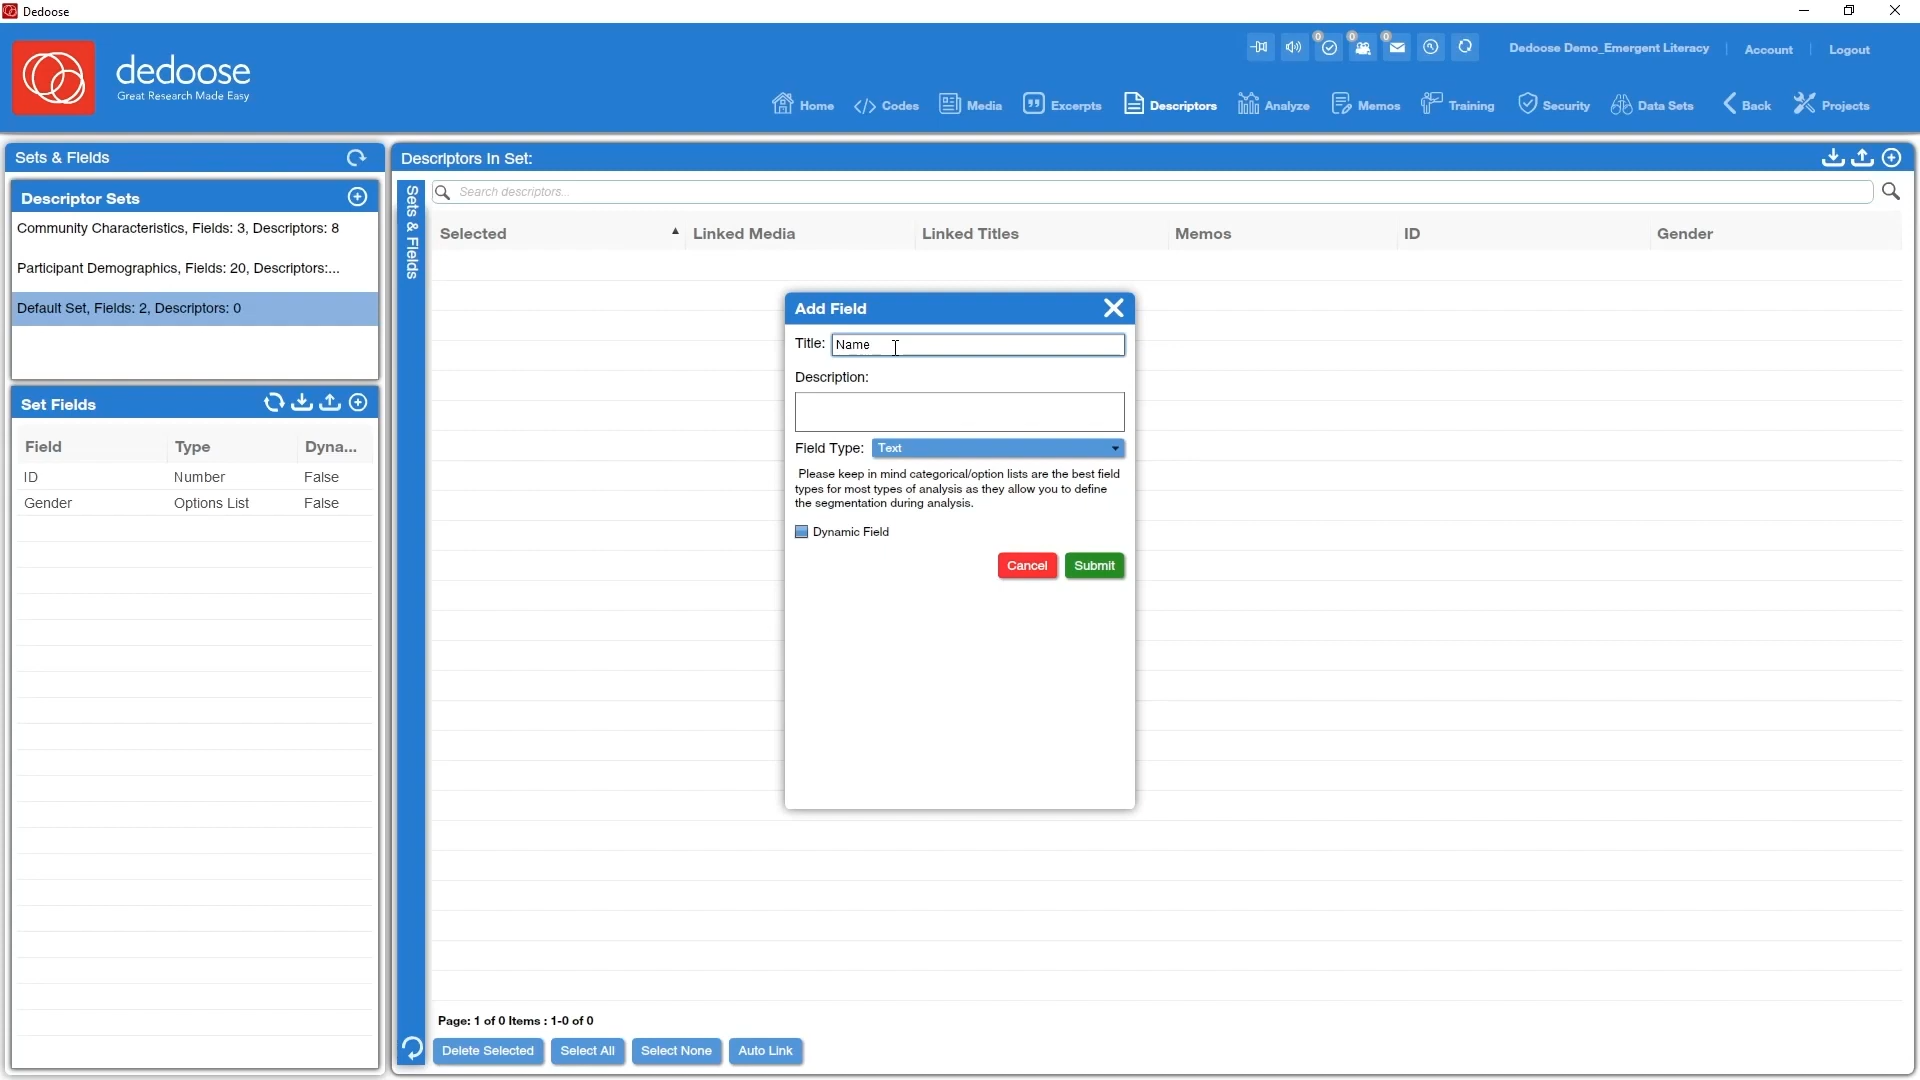 Dedoose
dedoose
Great Research Made Easy
0 0 0
Dedoose Demo_Emergent Literacy | Account | Logout
Home Codes Media Excerpts Descriptors Analyze Memos Training Security Data Sets Back Projects
Sets & Fields
Descriptor Sets
Community Characteristics, Fields: 3, Descriptors: 8
Participant Demographics, Fields: 20, Descriptors:...
Default Set, Fields: 2, Descriptors: 0
Set Fields
Field Type Dyna...
ID Number False
Gender Options List False
Sets & Fields
Descriptors In Set:
Search descriptors...
Selected Linked Media Linked Titles Memos ID Gender
Add Field
Title: Name
Description:
Field Type: Text
Please keep in mind categorical/option lists are the best field
types for most types of analysis as they allow you to define
the segmentation during analysis.
Dynamic Field
Cancel Submit
Page: 1 of 0 Items : 1-0 of 0
Delete Selected Select All Select None Auto Link